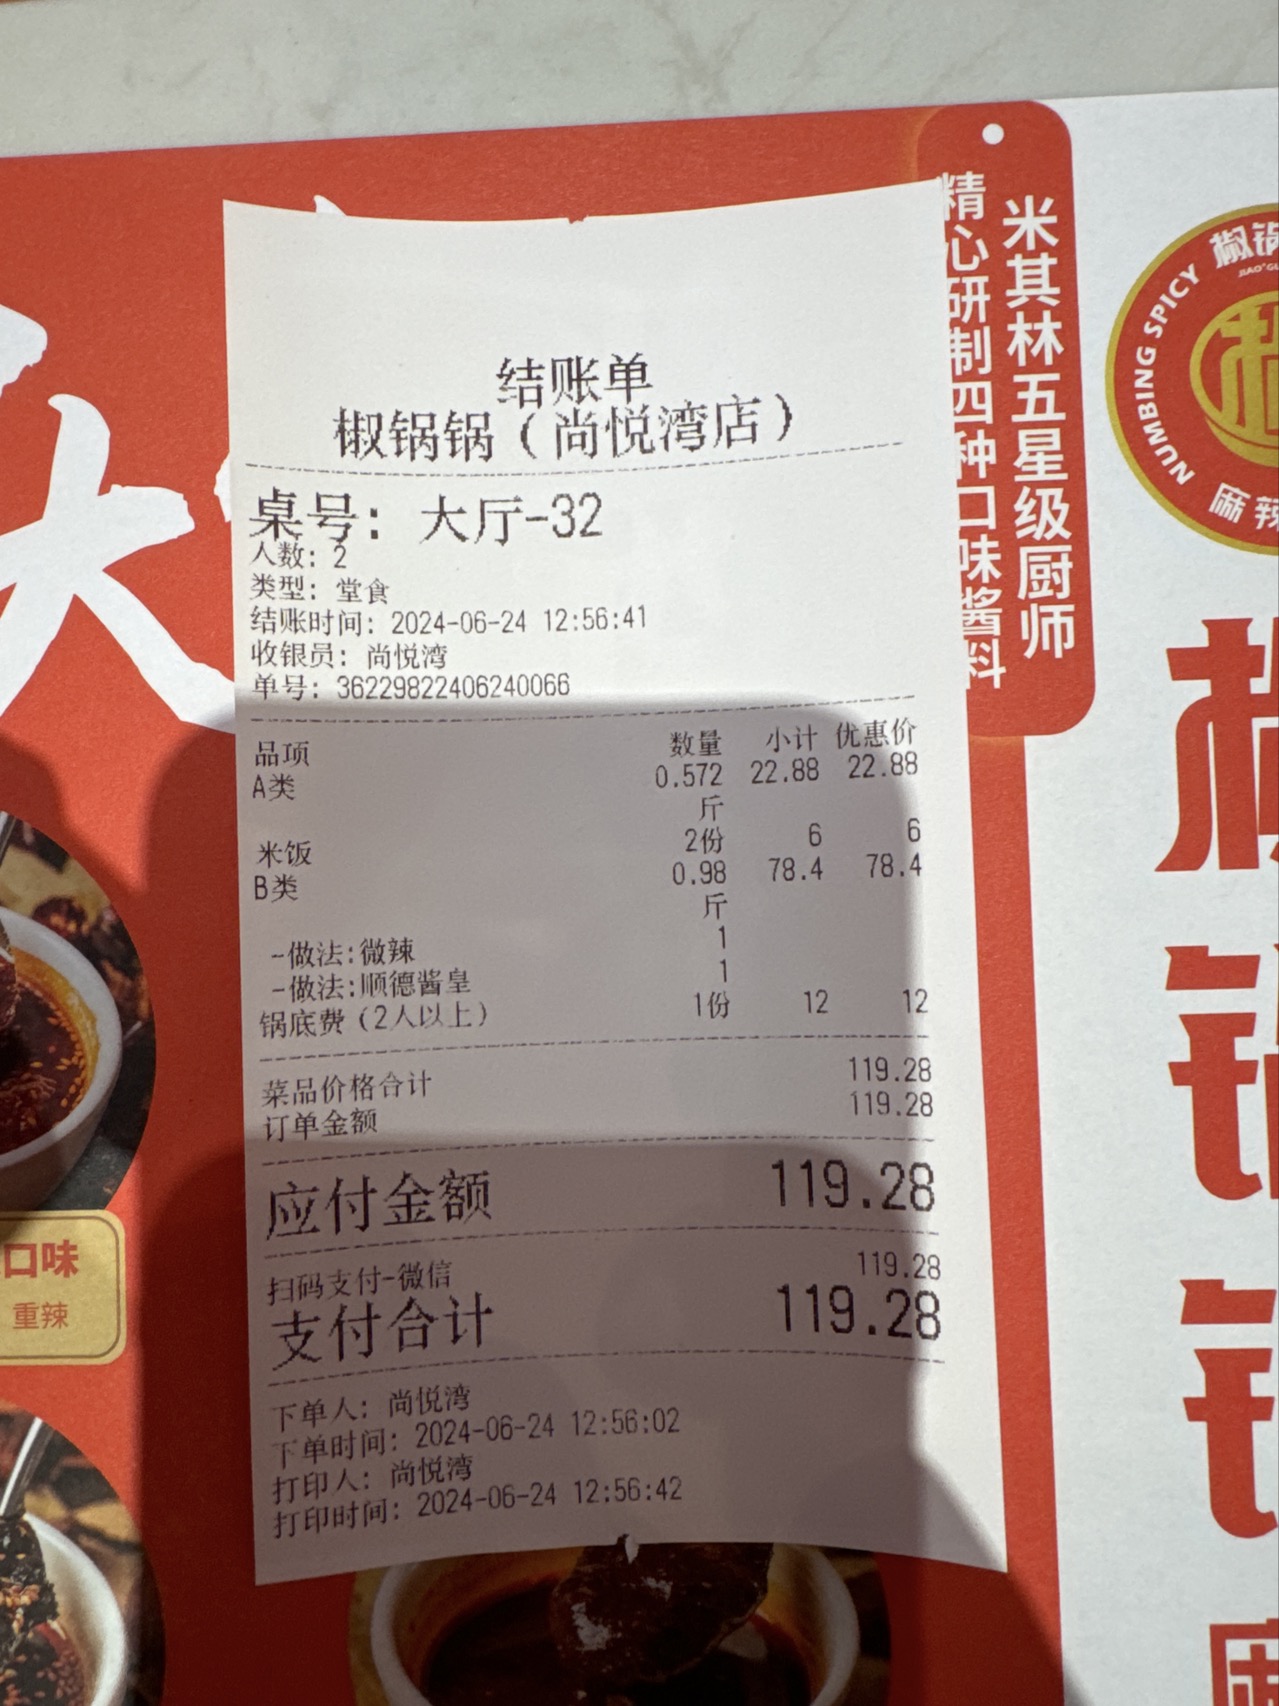 结账单
椒锅锅（尚悦湾店）
桌号：大厅-32
人数：2
类型：堂食
结账时间：2024-06-24 12:56:41
收银员：尚悦湾
单号：36229822406240066
品项 数量 小计 优惠价
A类 0.572斤 22.88 22.88
米饭 2份 6 6
B类 0.98斤 78.4 78.4
-做法:微辣 1
-做法:顺德酱皇 1
锅底费（2人以上） 1份 12 12
菜品价格合计 119.28
订单金额 119.28
应付金额 119.28
扫码支付-微信 119.28
支付合计 119.28
下单人：尚悦湾
下单时间：2024-06-24 12:56:02
打印人：尚悦湾
打印时间：2024-06-24 12:56:42
米其林五星级厨师
精心研制四种口味酱料
椒锅
NUMBING SPICY
麻辣
口味
重辣